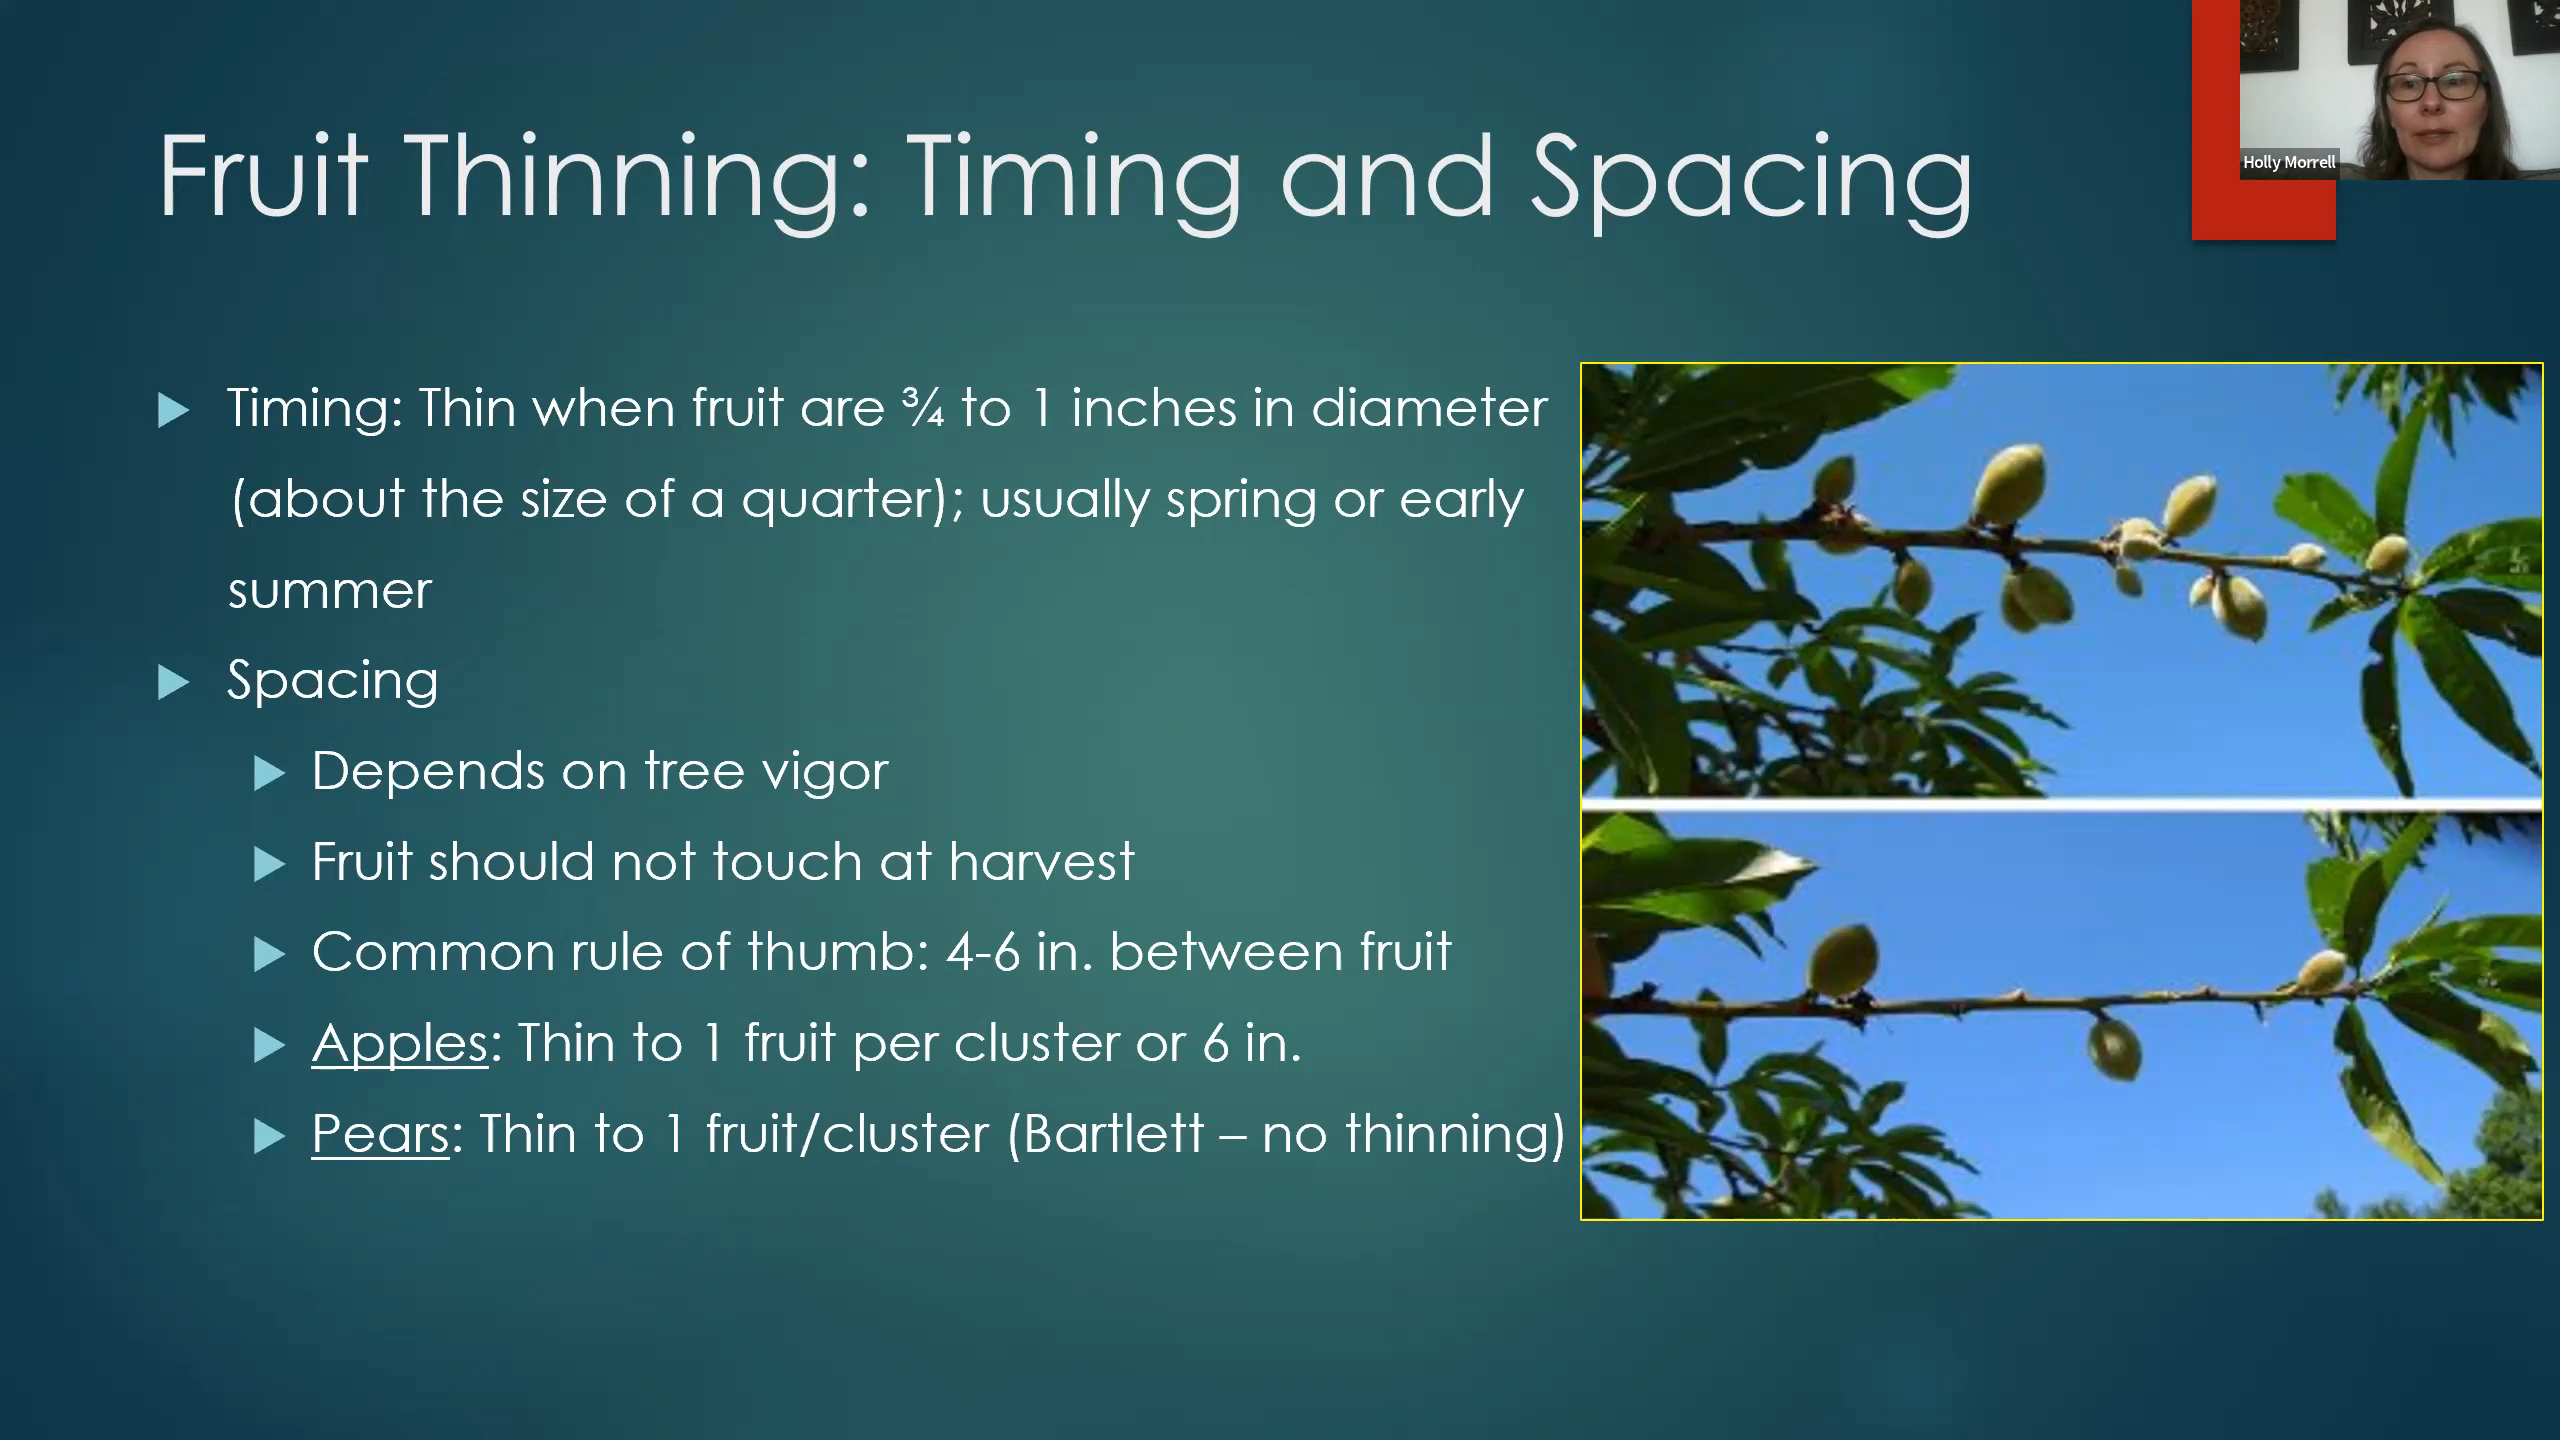 Fruit Thinning: Timing and Spacing
Holly Morrell
Timing: Thin when fruit are ¾ to 1 inches in diameter
(about the size of a quarter); usually spring or early
summer
Spacing
Depends on tree vigor
Fruit should not touch at harvest
Common rule of thumb: 4-6 in. between fruit
Apples: Thin to 1 fruit per cluster or 6 in.
Pears: Thin to 1 fruit/cluster (Bartlett – no thinning)